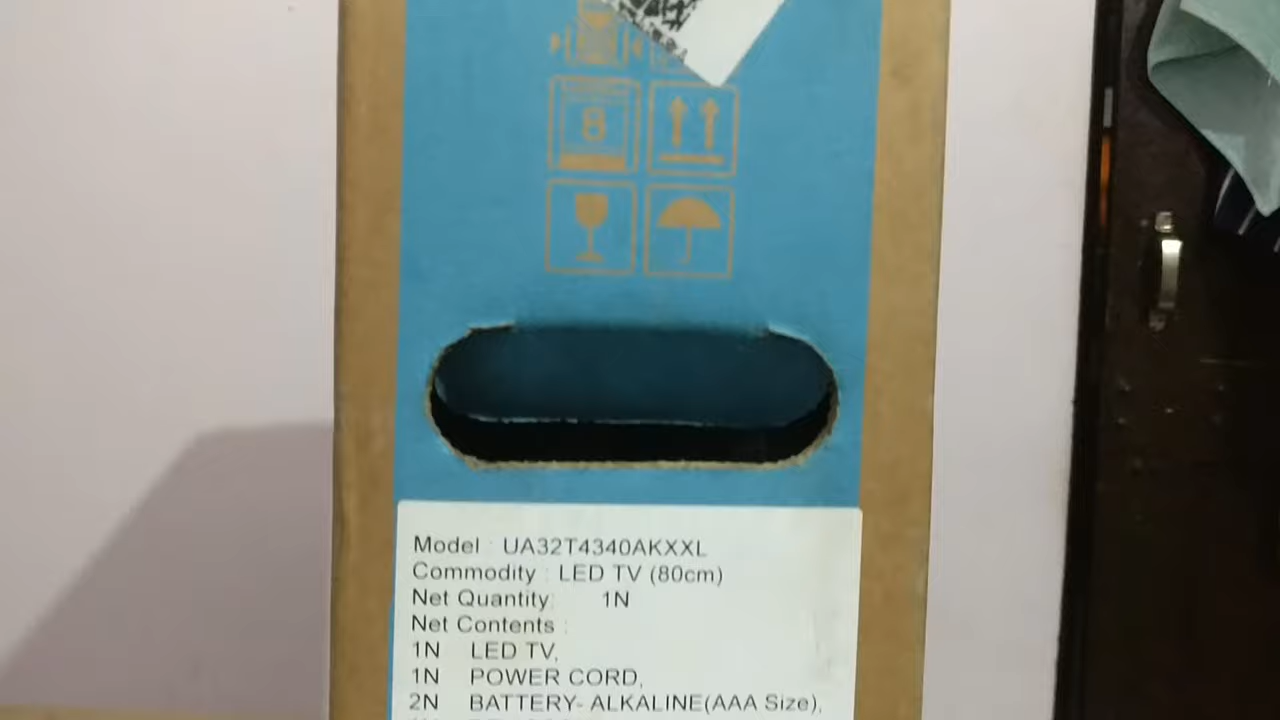 8
Model : UA32T4340AKXXL
Commodity : LED TV (80cm)
Net Quantity: 1N
Net Contents :
1N LED TV,
1N POWER CORD,
2N BATTERY- ALKALINE(AAA Size),